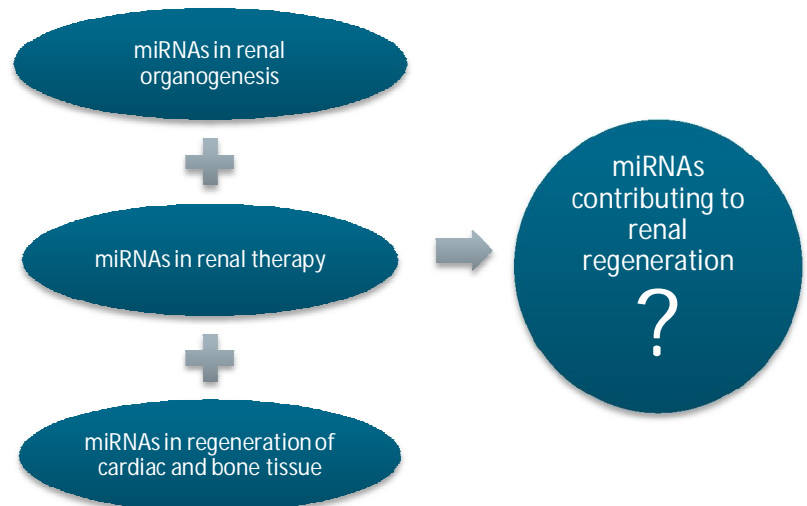 miRNAs in renal
organogenesis
miRNAs in renal therapy
miRNAs in regeneration of
cardiac and bone tissue
miRNAs
contributing to
renal
regeneration
?